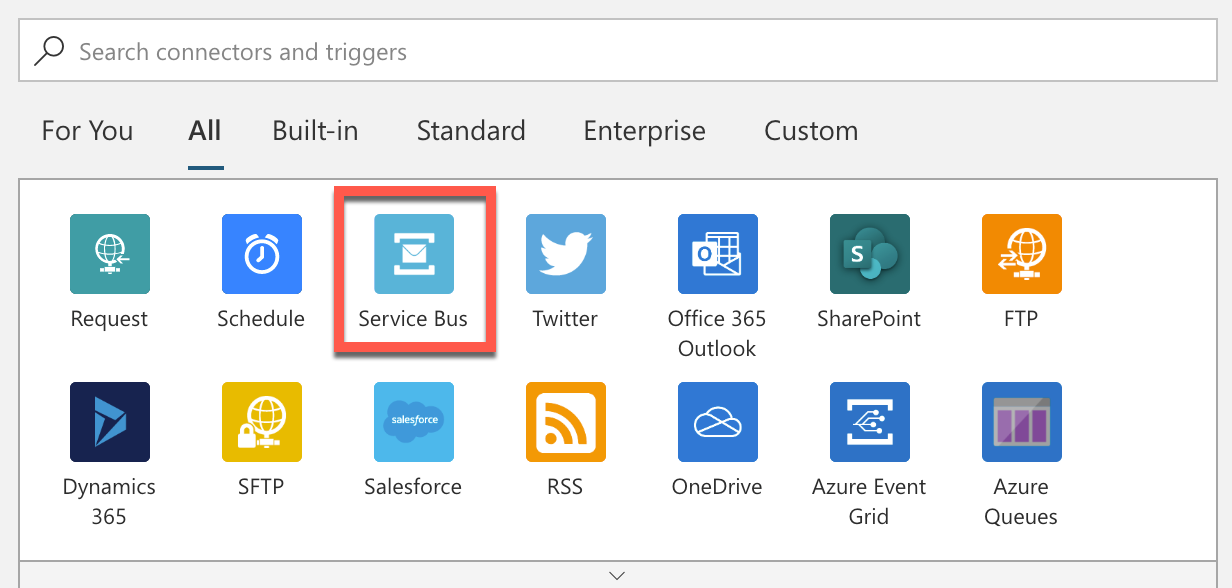 Search connectors and triggers
For You All Built-in Standard Enterprise Custom
Request Schedule Service Bus Twitter Office 365 Outlook SharePoint FTP
Dynamics 365 SFTP salesforce Salesforce RSS OneDrive Azure Event Grid Azure Queues